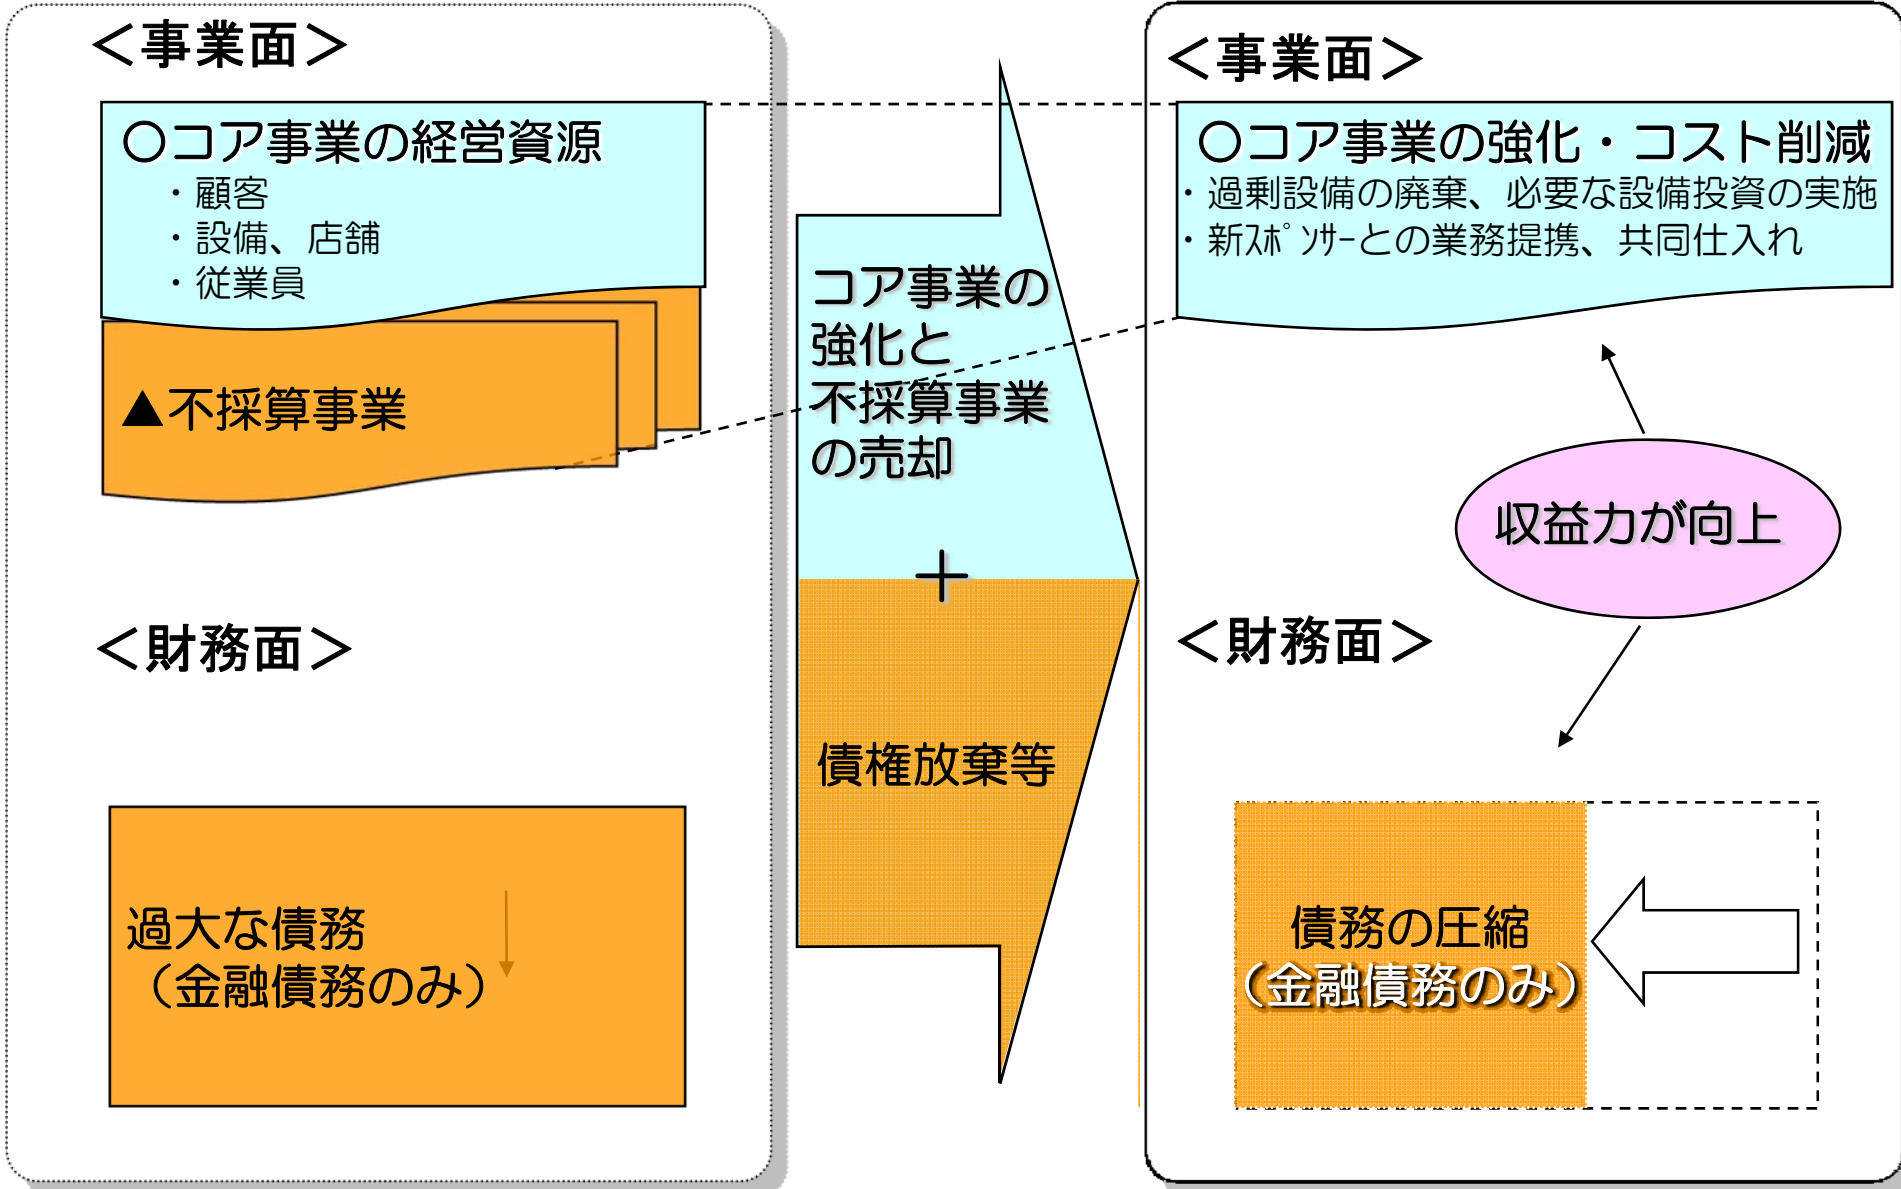 ＜事業面＞
〇コア事業の経営資源
・顧客
・設備、店舗
・従業員
▲不採算事業
＜財務面＞
過大な債務
（金融債務のみ）
コア事業の
強化と
不採算事業
の売却
＋
債権放棄等
＜事業面＞
〇コア事業の強化・コスト削減
・過剰設備の廃棄、必要な設備投資の実施
・新ｽﾎﾟﾝｻｰとの業務提携、共同仕入れ
収益力が向上
＜財務面＞
債務の圧縮
（金融債務のみ）